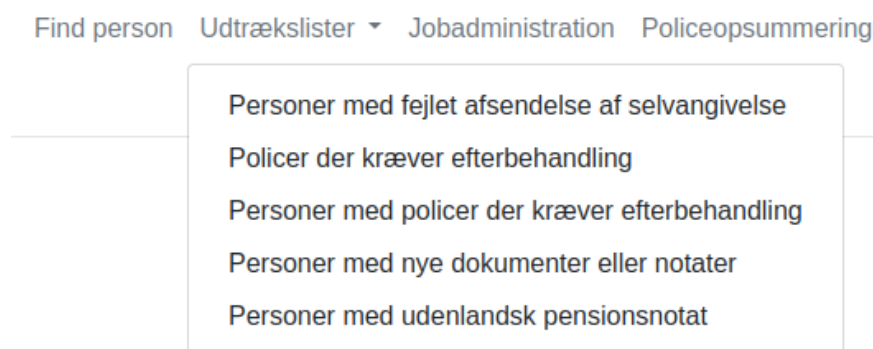 Find person Udtrækslister Jobadministration Policeopsummering
Personer med fejlet afsendelse af selvangivelse
Policer der kræver efterbehandling
Personer med policer der kræver efterbehandling
Personer med nye dokumenter eller notater
Personer med udenlandsk pensionsnotat